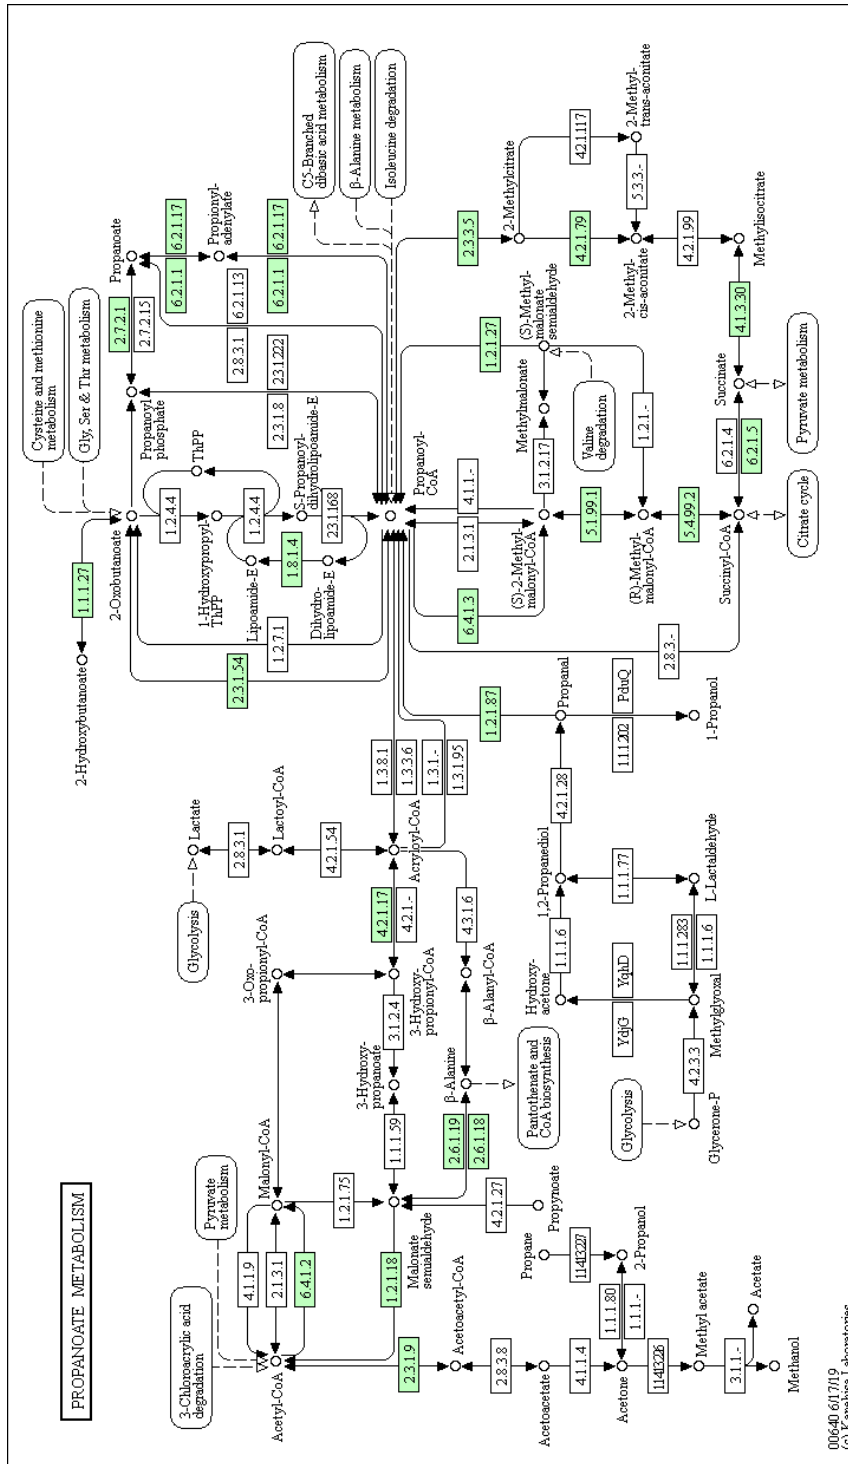 PROPANOATE METABOLISM
3-Chloroacrylic acid
degradation
Pyruvate
metabolism
Acetyl-CoA
4.1.1.9
2.1.3.1
6.4.1.2
Malonyl-CoA
3-Oxo-
propionyl-CoA
Glycolysis
Lactate
2.8.3.1
Lactoyl-CoA
4.2.1.54
1.2.1.75
1.2.1.18
Malonate
semialdehyde
1.1.1.59
3-Hydroxy-
propanoate
3.1.2.4
3-Hydroxy-
propionyl-CoA
4.2.1.17
4.2.1.-
Acryloyl-CoA
1.3.8.1
1.3.3.6
1.3.1.-
1.3.1.95
2-Hydroxybutanoate
1.1.1.27
2-Oxobutanoate
Cysteine and methionine
metabolism
Gly, Ser & Thr metabolism
2.3.1.54
1.2.7.1
1.2.4.4
ThPP
1-Hydroxypropyl-
ThPP
1.2.4.4
Lipoamide-E
S-Propanoyl-
dihydrolipoamide-E
1.8.1.4
Dihydro-
lipoamide-E
2.3.1.168
Propanoyl
phosphate
2.7.2.1
2.7.2.15
Propanoate
6.2.1.1
6.2.1.17
Propionyl-
adenylate
6.2.1.13
2.8.3.1
2.3.1.222
2.3.1.8
6.2.1.1
6.2.1.17
C5-Branched
dibasic acid metabolism
β-Alanine metabolism
Isoleucine degradation
Propanoyl-
CoA
2.3.1.9
Acetoacetyl-CoA
2.8.3.8
Acetoacetate
4.1.1.4
Acetone
1.14.13.226
Methyl acetate
3.1.1.-
Acetate
Methanol
1.1.1.80
1.1.1.-
Propane
1.14.13.227
2-Propanol
4.2.1.27
Propynoate
2.6.1.19
2.6.1.18
β-Alanine
β-Alanyl-CoA
4.3.1.6
Pantothenate and
CoA biosynthesis
Glycolysis
Glycerone-P
4.2.3.3
Methylglyoxal
YdjG
YqhD
Hydroxy-
acetone
1.1.1.6
1,2-Propanediol
1.1.1.283
1.1.1.6
L-Lactaldehyde
1.1.1.77
4.2.1.28
Propanal
1.1.1.202
PduQ
1-Propanol
1.2.1.87
6.4.1.3
2.1.3.1
4.1.1.-
(S)-2-Methyl-
malonyl-CoA
3.1.2.17
Methylmalonate
(S)-Methyl-
malonate
semialdehyde
1.2.1.27
Valine
degradation
5.1.99.1
1.2.1.-
(R)-Methyl-
malonyl-CoA
5.4.99.2
2.8.3.-
Succinyl-CoA
6.2.1.4
6.2.1.5
Succinate
4.1.3.30
Methylisocitrate
Citrate cycle
Pyruvate metabolism
2.3.3.5
2-Methylcitrate
4.2.1.79
4.2.1.117
2-Methyl-
trans-aconitate
5.3.3.-
2-Methyl-
cis-aconitate
4.2.1.99
00640 6/17/19
(c) Kanehisa Laboratories